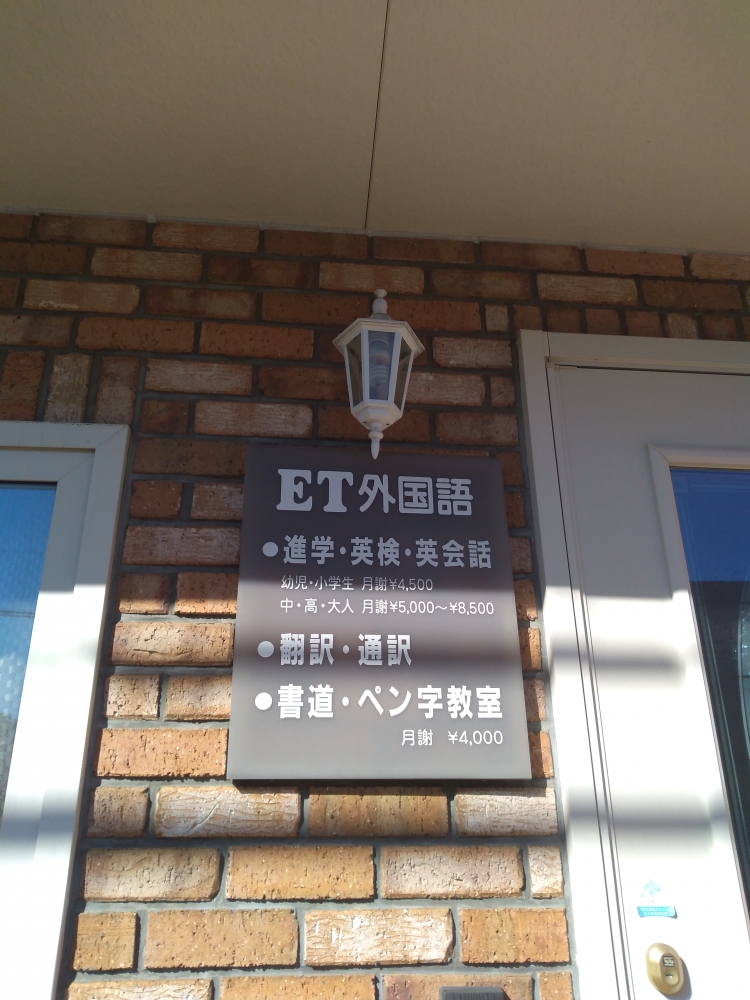 ET外国語
●進学・英検・英会話
幼児・小学生 月謝¥4,500
中・高・大人 月謝¥5,000～¥8,500
●翻訳・通訳
●書道・ペン字教室
月謝 ¥4,000